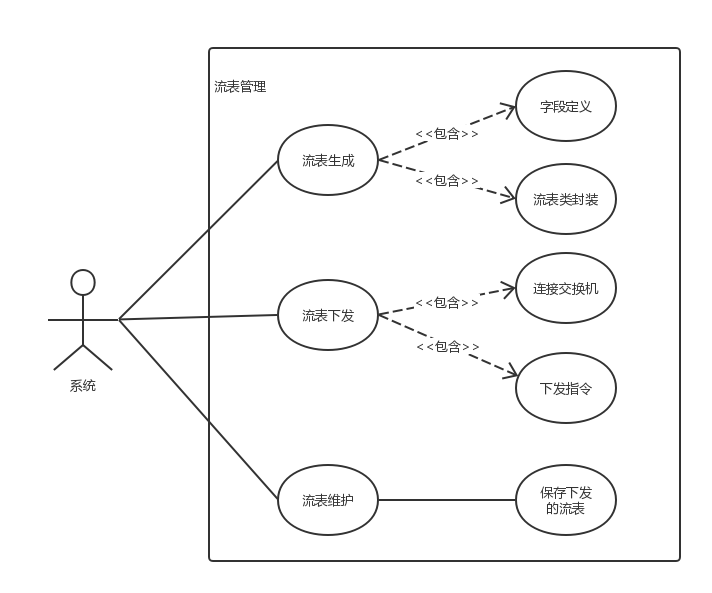 流表管理
字段定义
<<包含>>
流表生成
<<包含>>
流表类封装
连接交换机
<<包含>>
流表下发
<<包含>>
系统
下发指令
流表维护
保存下发
的流表